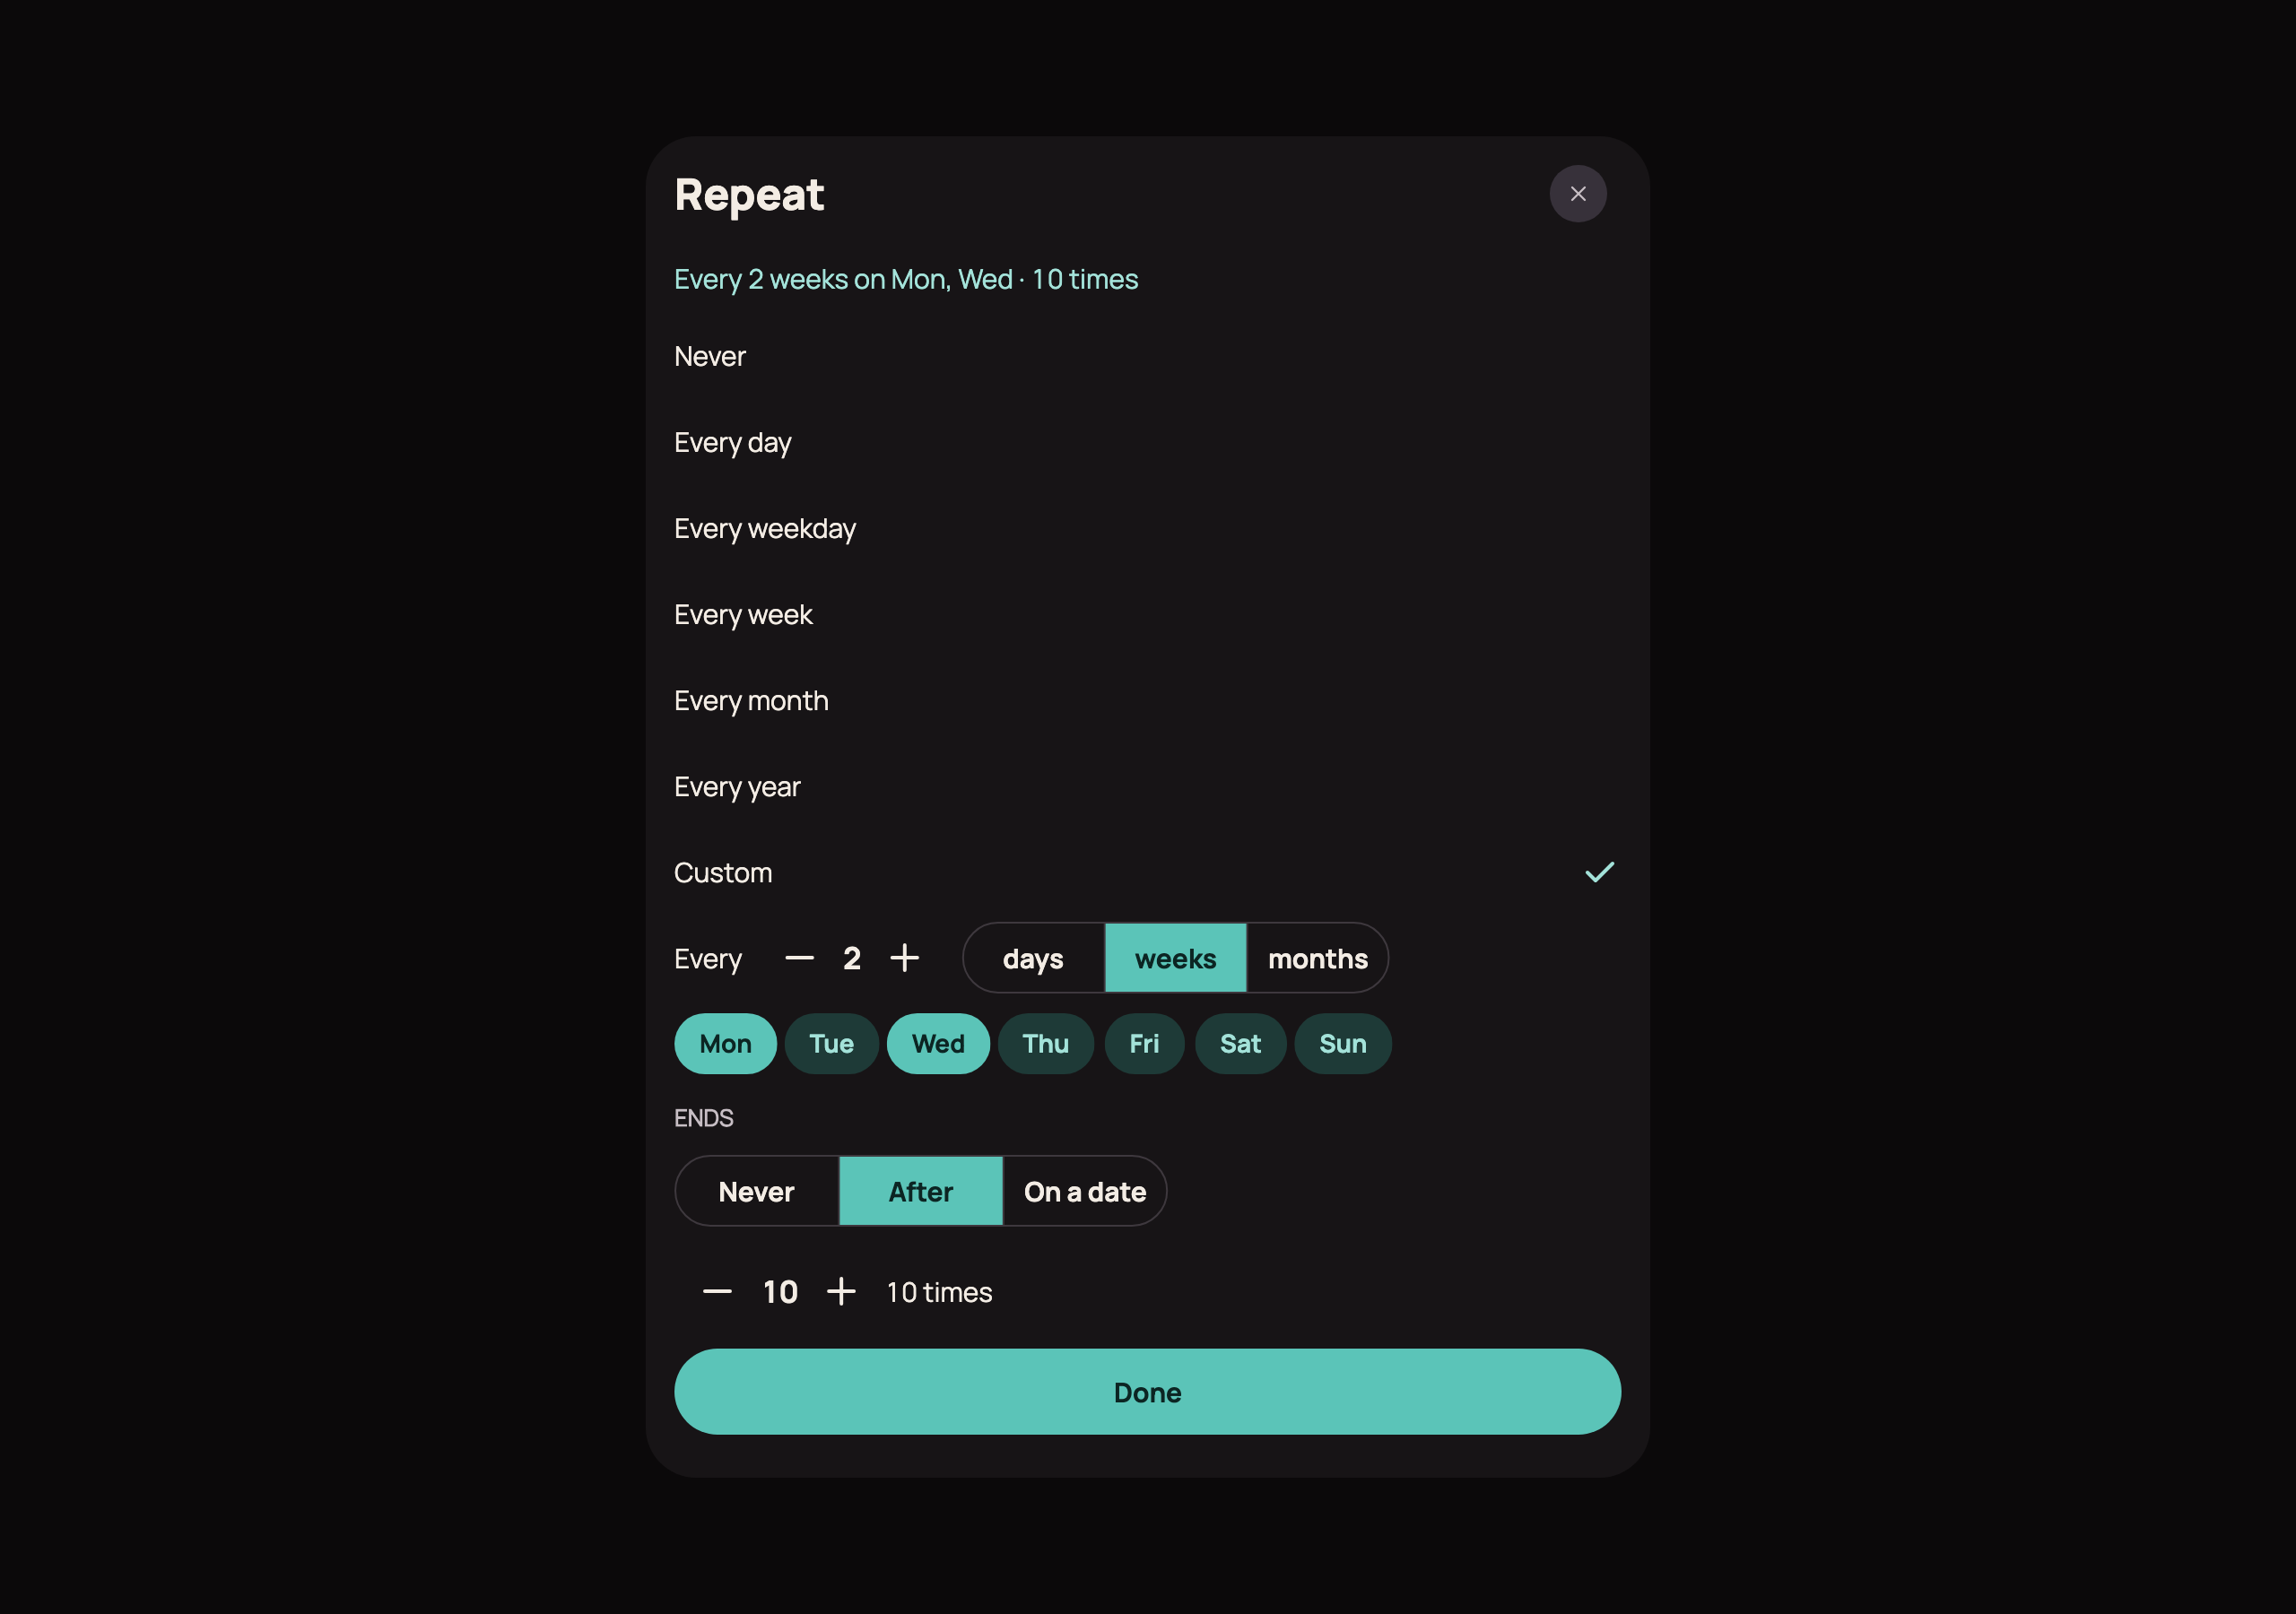 Repeat
Every 2 weeks on Mon, Wed · 10 times
Never
Every day
Every weekday
Every week
Every month
Every year
Custom
Every 2 days weeks months
Mon Tue Wed Thu Fri Sat Sun
ENDS
Never After On a date
10 10 times
Done